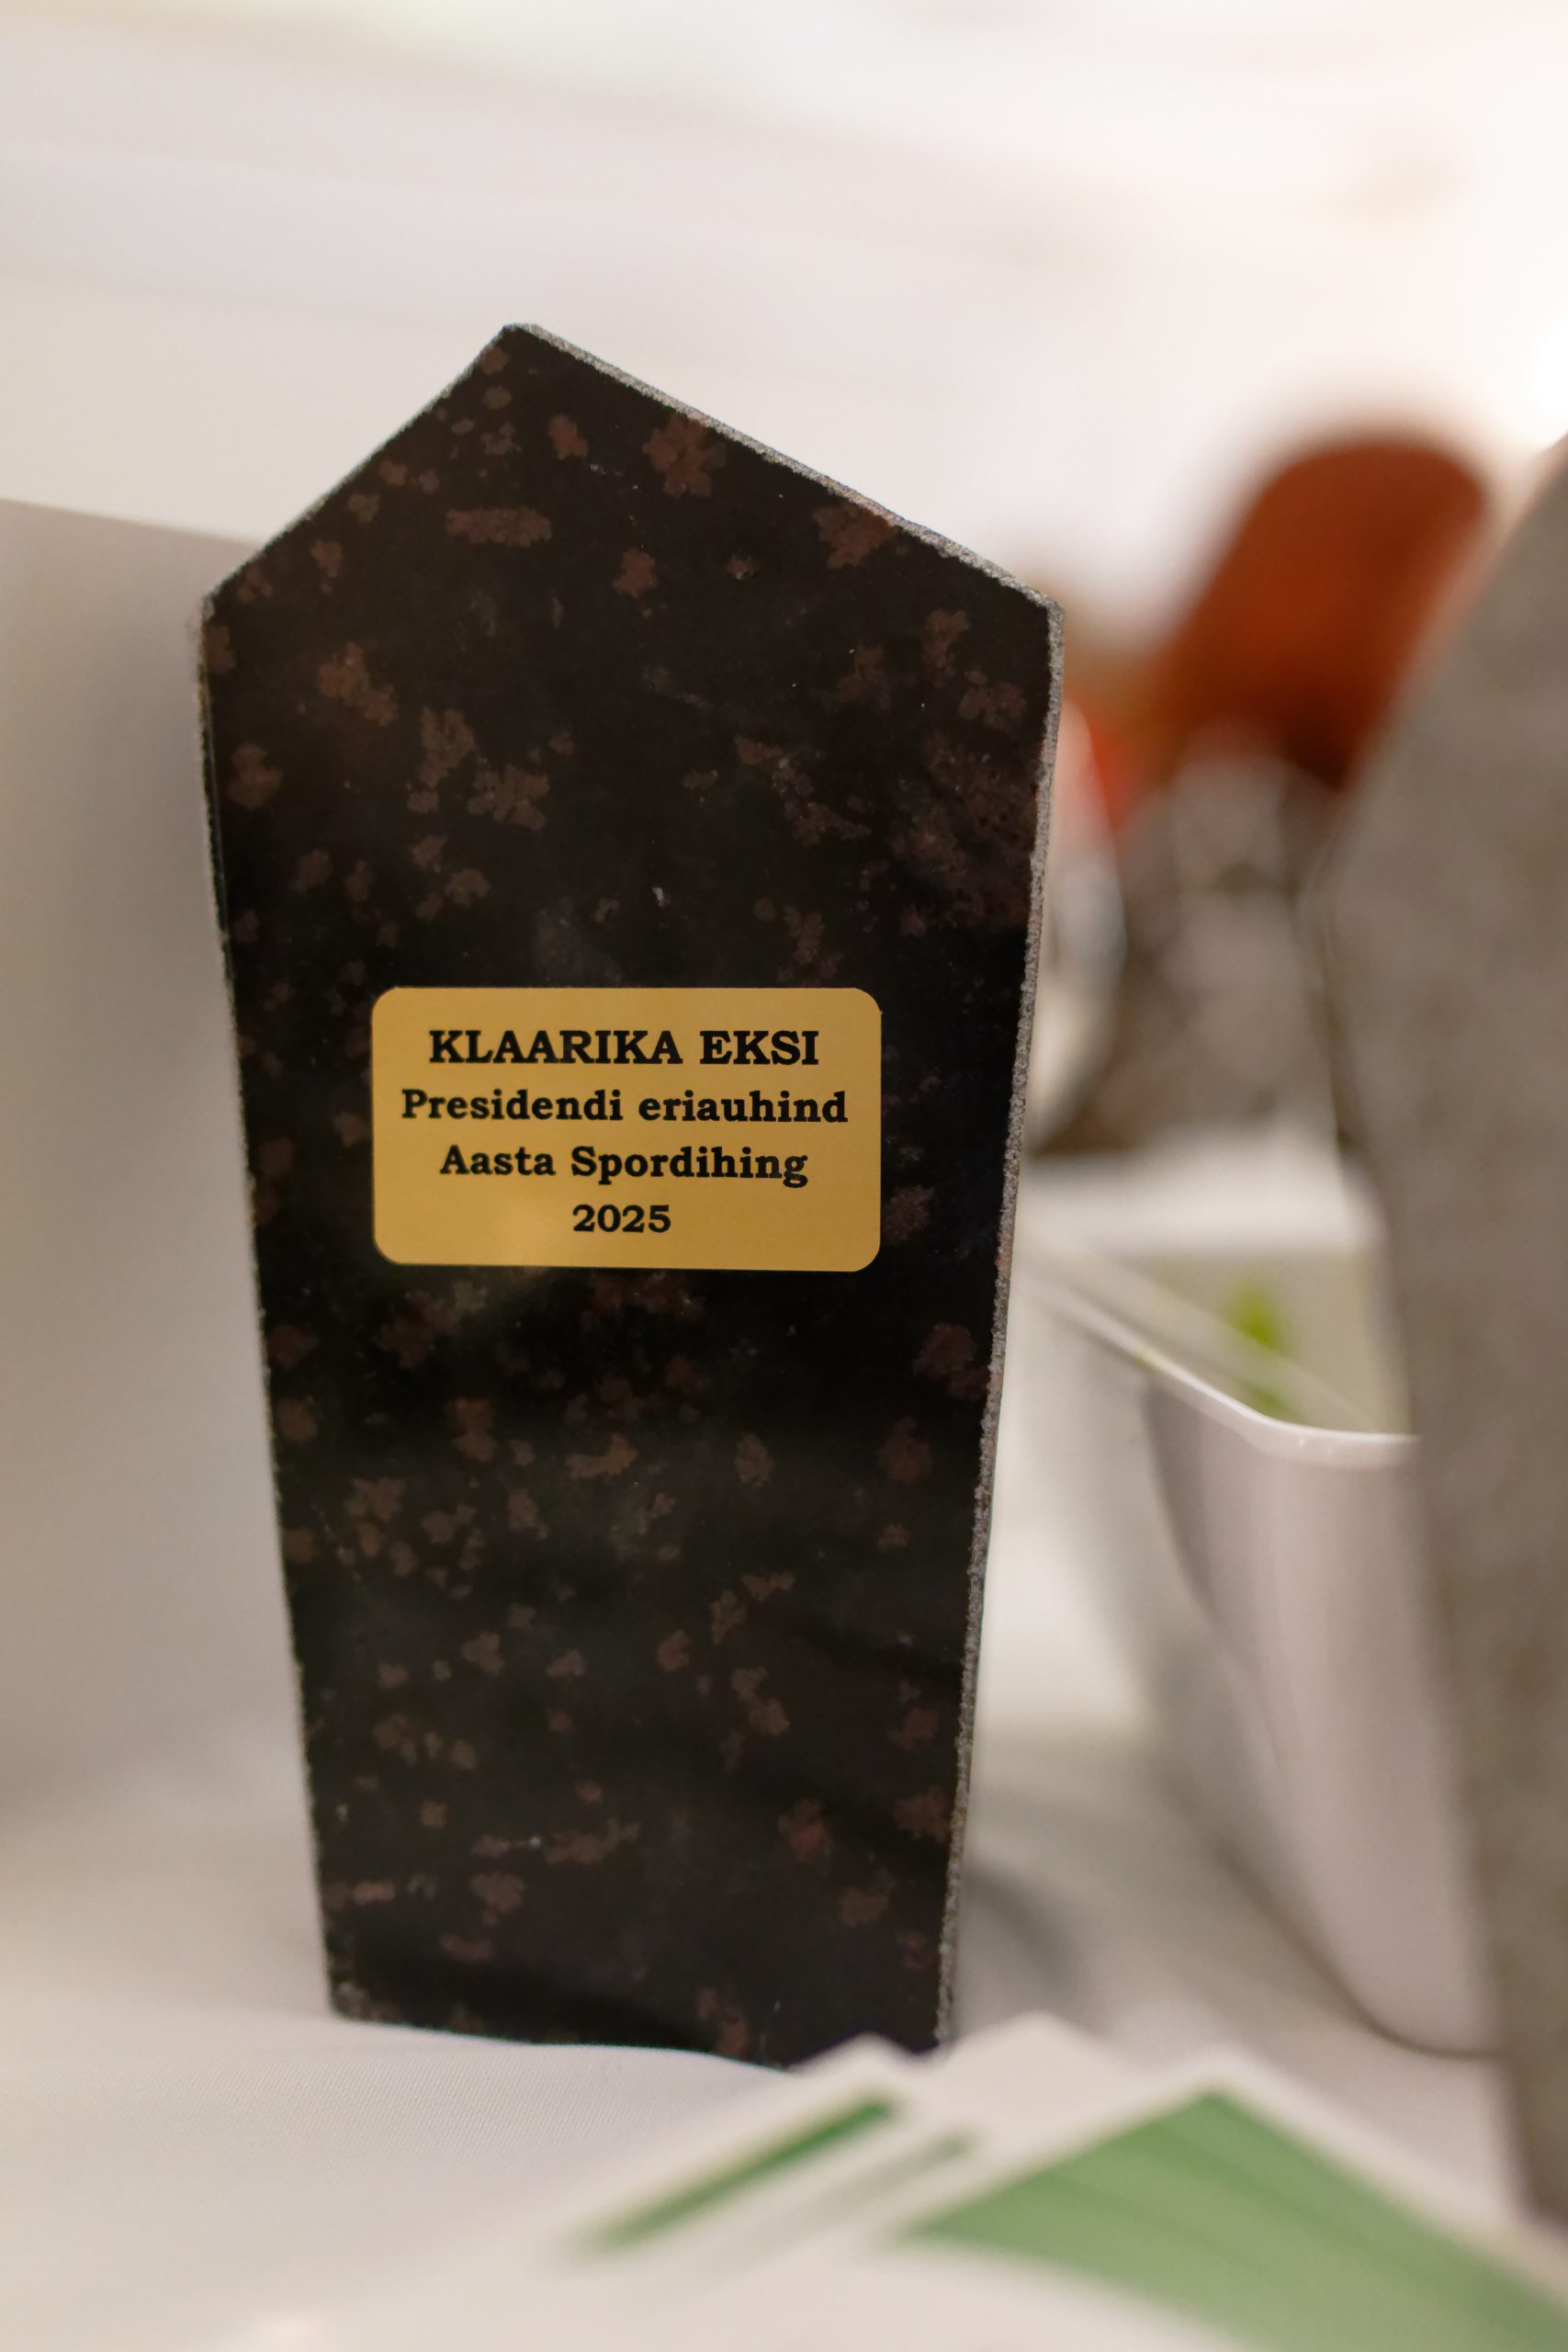 KLAARIKA EKSI
Presidendi eriauhind
Aasta Spordihing
2025